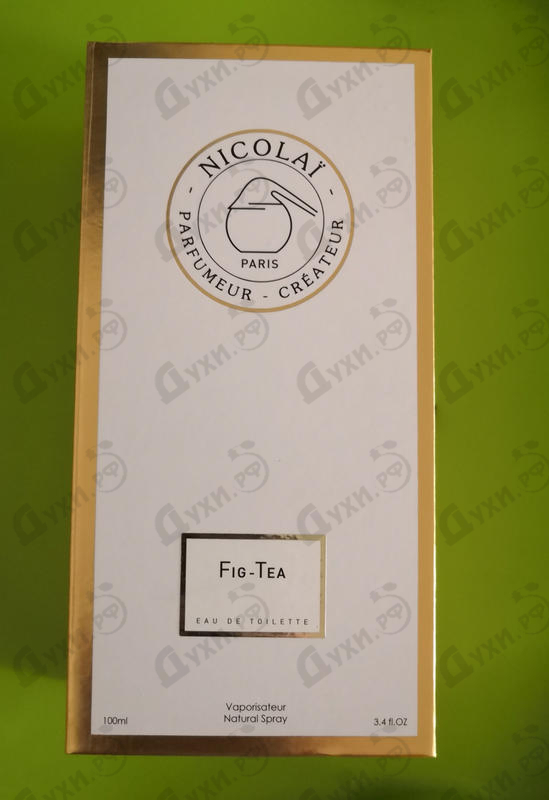 NICOLAÏ
PARIS
PARFUMEUR - CRÉATEUR
FIG-TEA
EAU DE TOILETTE
Vaporisateur
Natural Spray
100ml
3.4 fl.OZ
Духи.рф